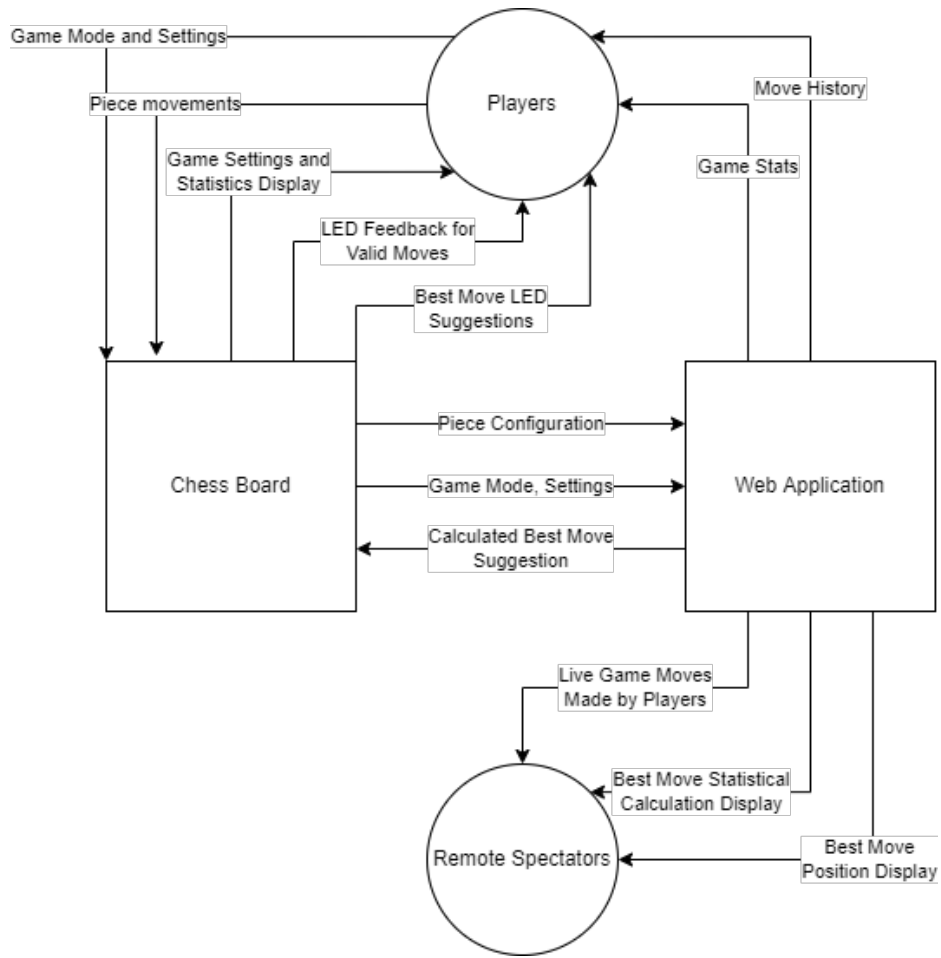 Game Mode and Settings
Move History
Piece movements
Players
Game Settings and
Statistics Display
Game Stats
LED Feedback for
Valid Moves
Best Move LED
Suggestions
Piece Configuration
Chess Board
Game Mode, Settings
Web Application
Calculated Best Move
Suggestion
Live Game Moves
Made by Players
Best Move Statistical
Calculation Display
Remote Spectators
Best Move
Position Display